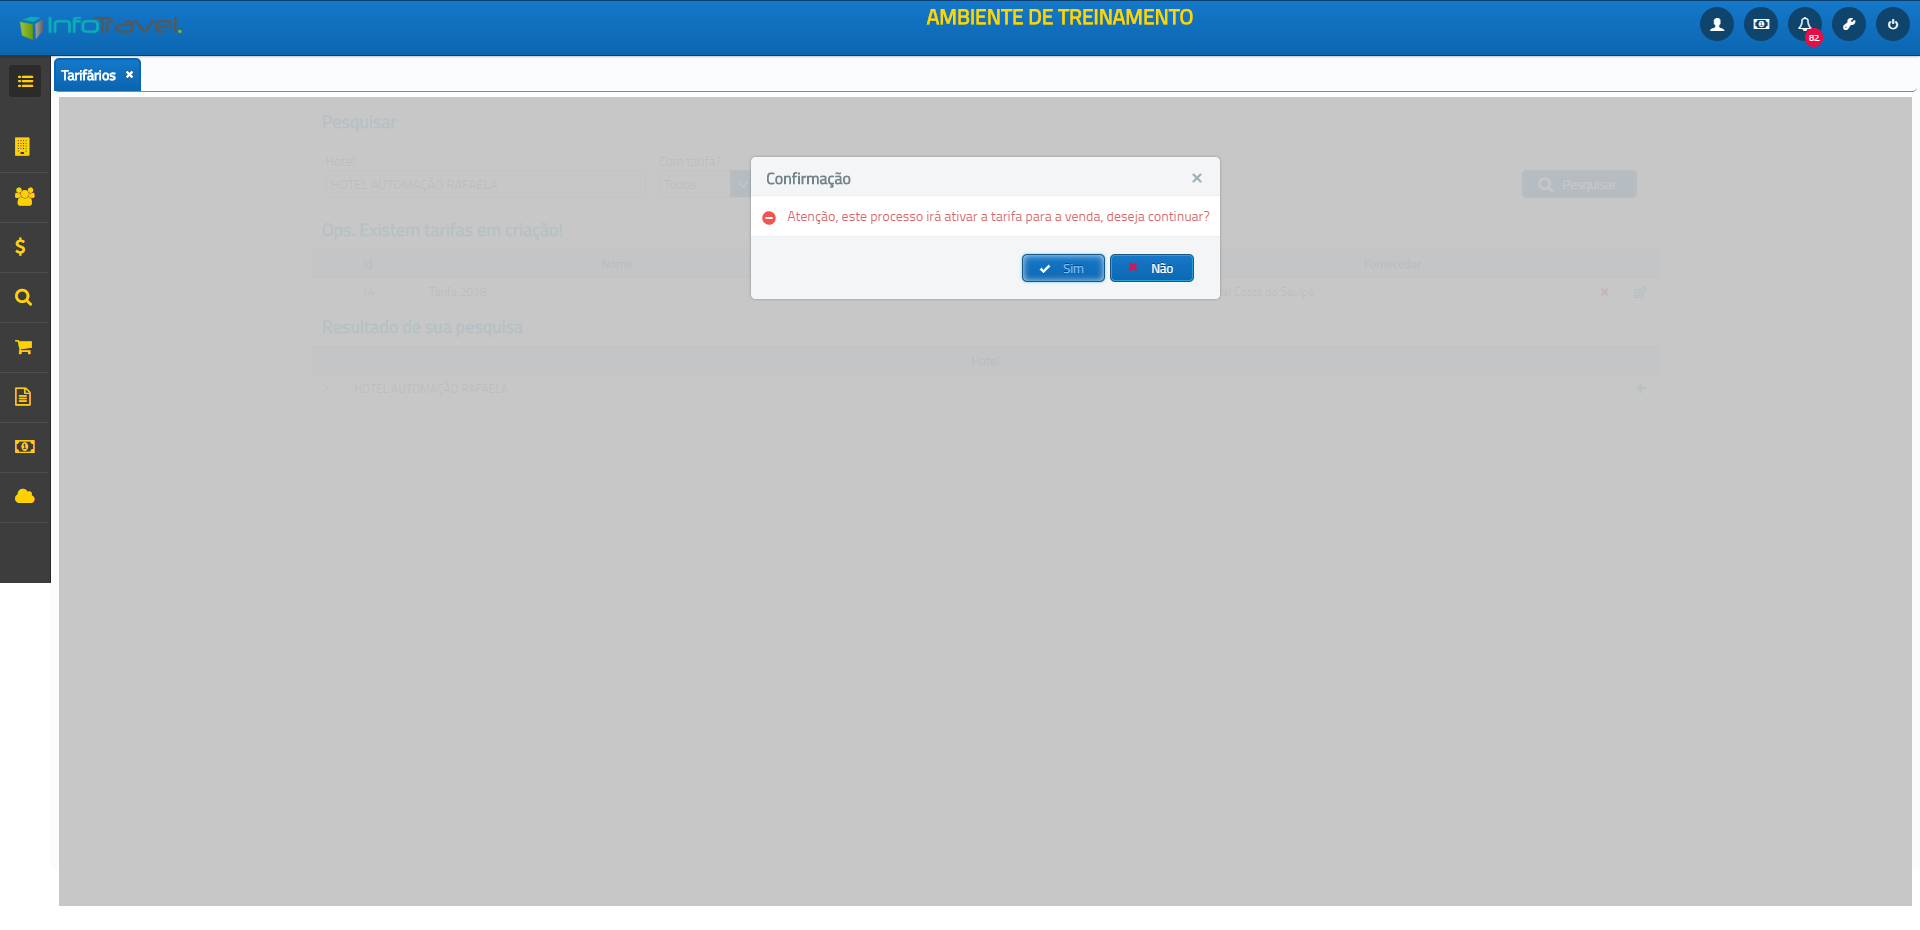 InfoTravel.
AMBIENTE DE TREINAMENTO
82
Tarifários
Pesquisar
Hotel
Com tarifa?
HOTEL AUTOMAÇÃO RAFAELA
Todos
Pesquisar
Confirmação
Atenção, este processo irá ativar a tarifa para a venda, deseja continuar?
Sim
Não
Ops. Existem tarifas em criação!
Id
Nome
Fornecedor
14
Tarifa 2016
Costa do Sauípe
Resultado de sua pesquisa
Hotel
HOTEL AUTOMAÇÃO RAFAELA